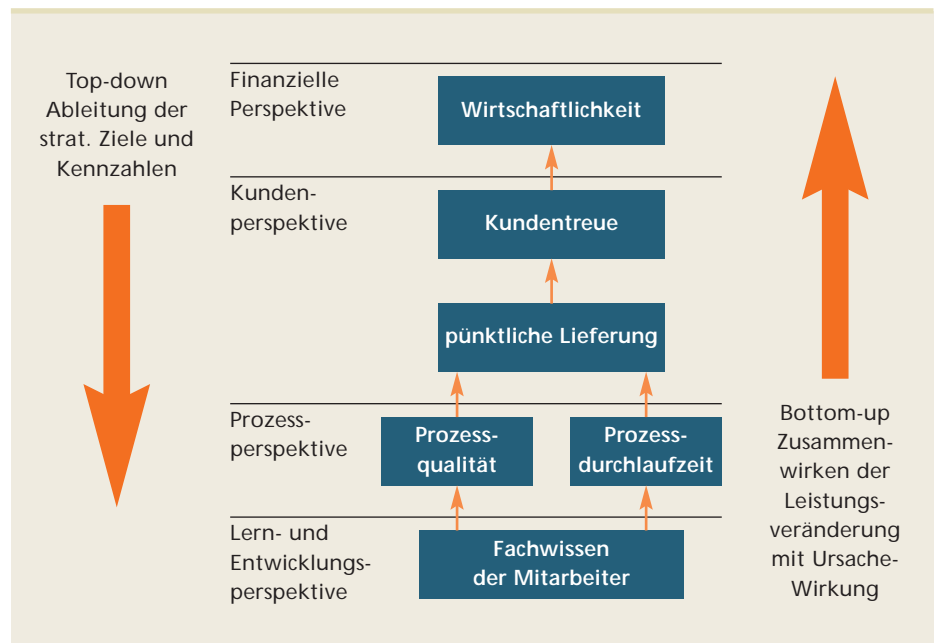 Top-down
Ableitung der
strat. Ziele und
Kennzahlen
Finanzielle
Perspektive
Wirtschaftlichkeit
Kunden-
perspektive
Kundentreue
pünktliche Lieferung
Prozess-
perspektive
Prozess-
qualität
Prozess-
durchlaufzeit
Lern- und
Entwicklungs-
perspektive
Fachwissen
der Mitarbeiter
Bottom-up
Zusammen-
wirken der
Leistungs-
veränderung
mit Ursache-
Wirkung